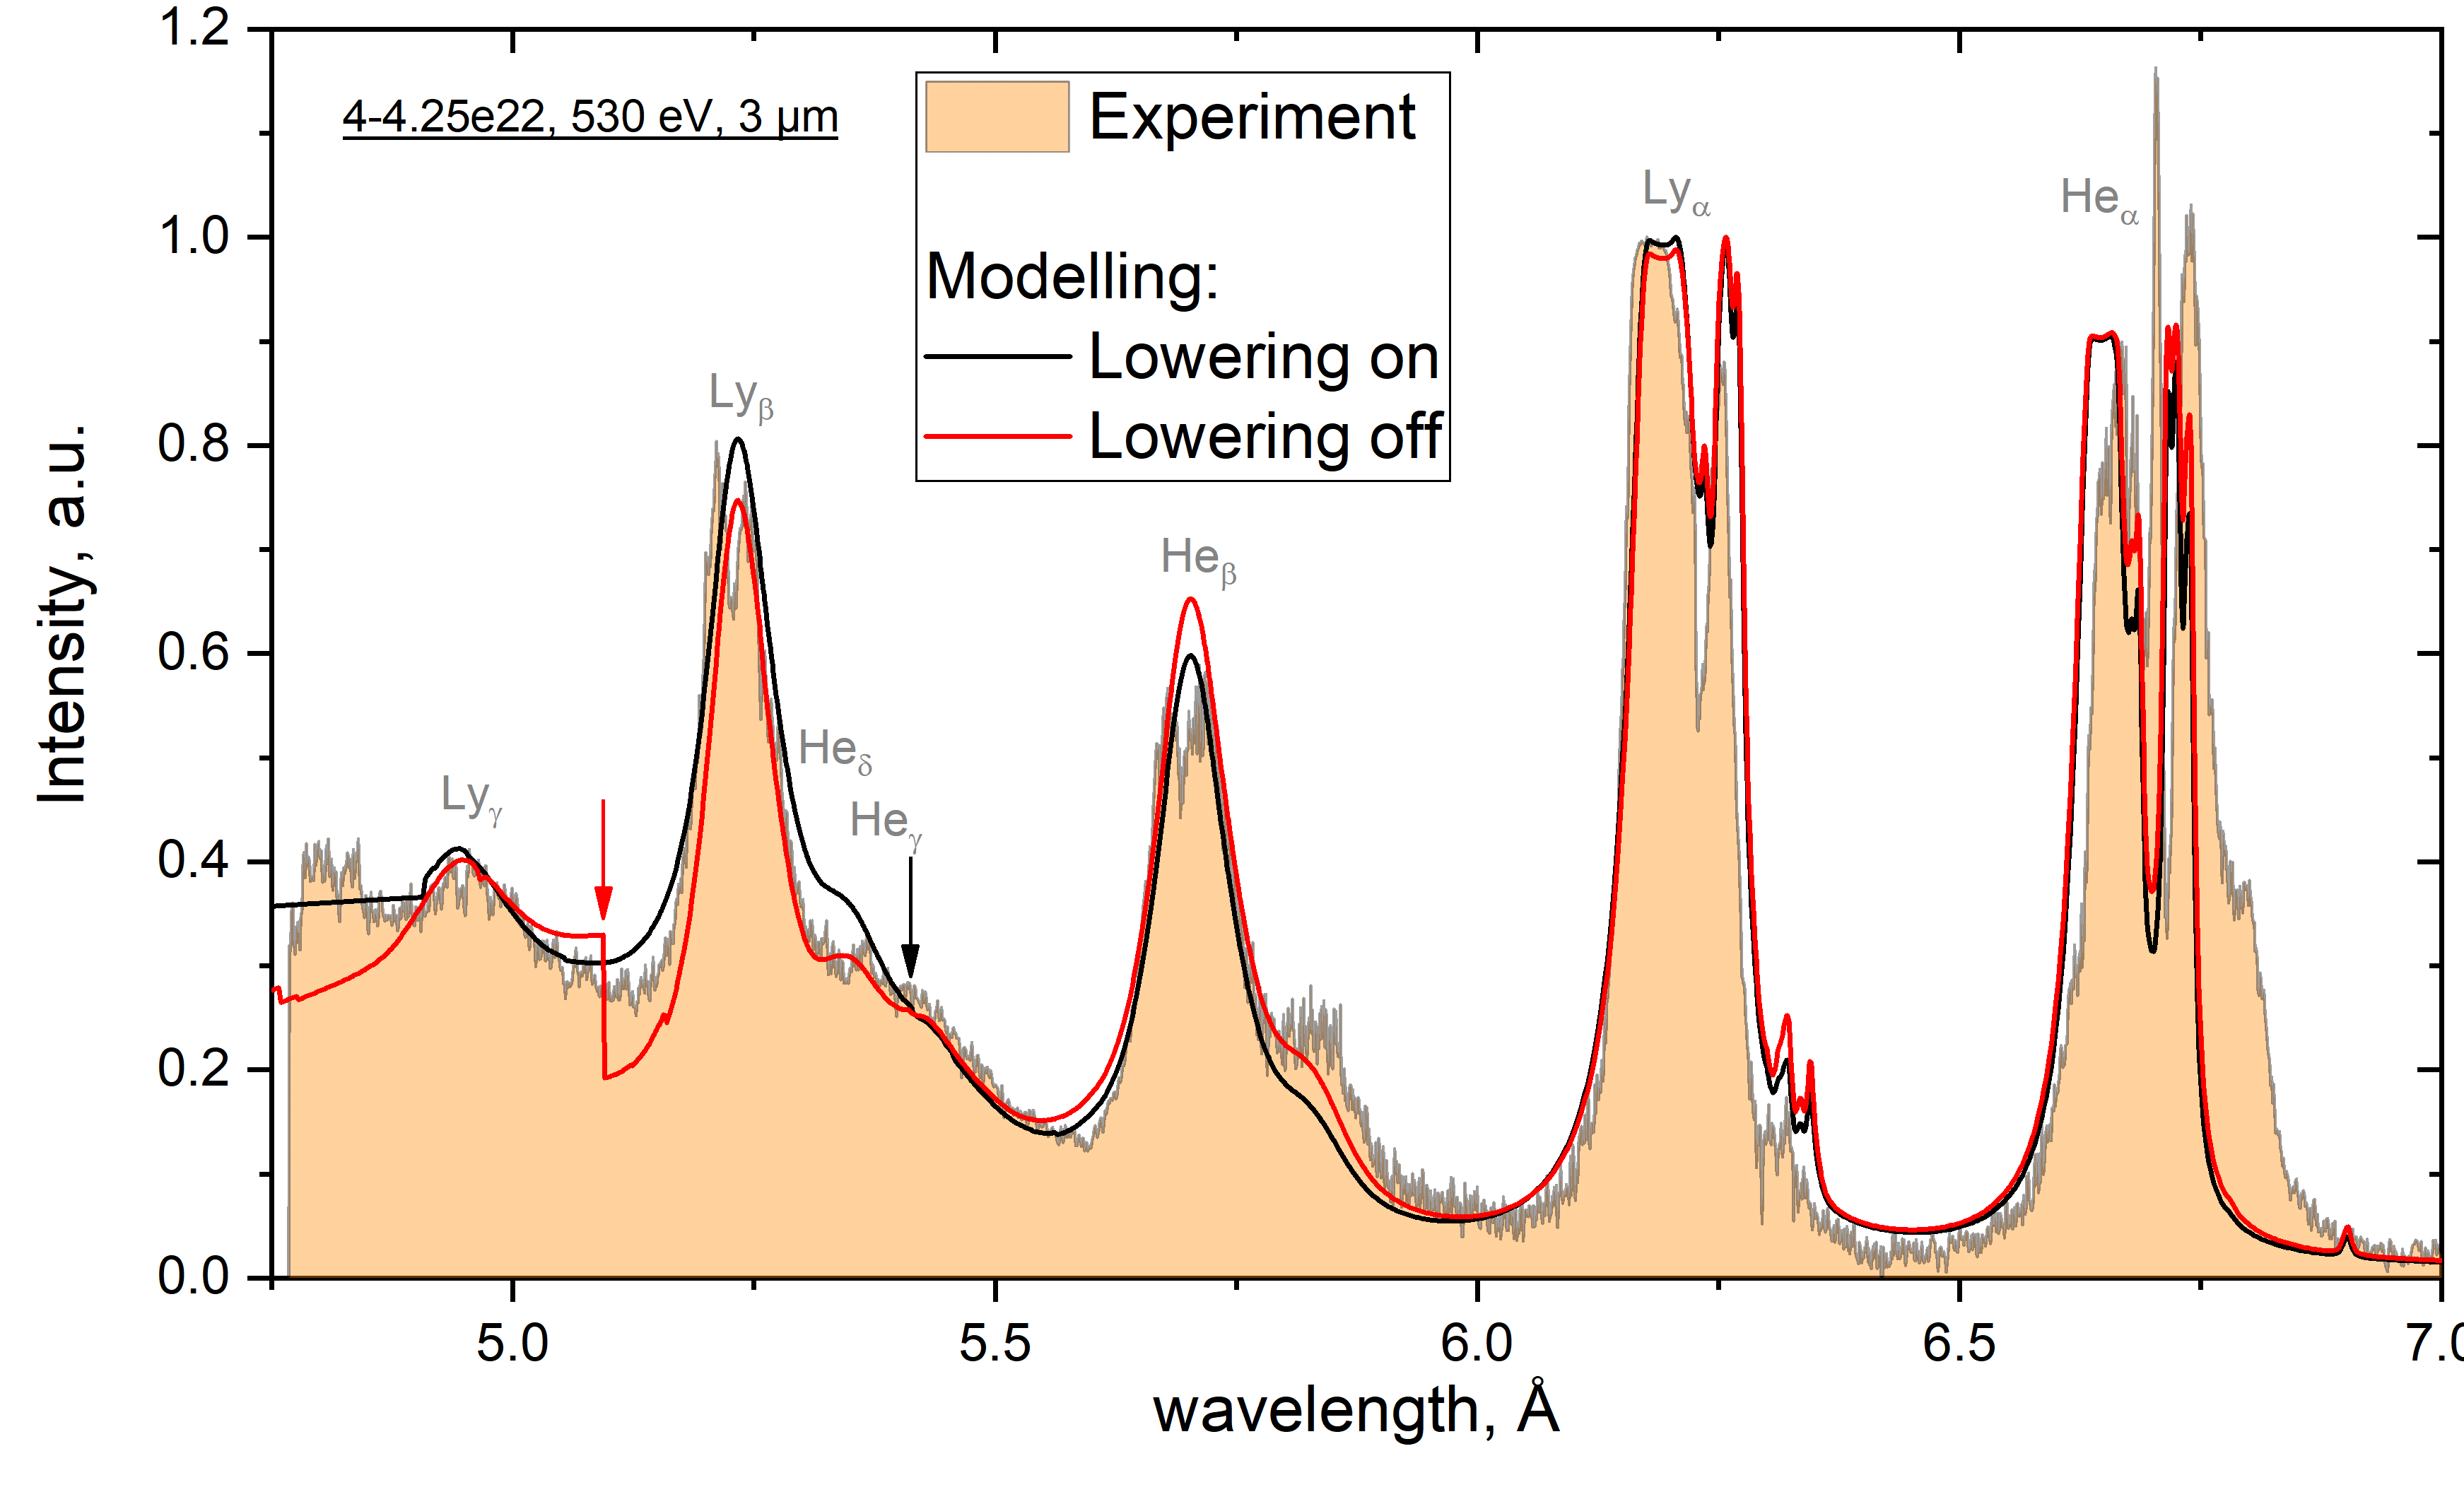 1.2
1.0
0.8
0.6
0.4
0.2
0.0
Intensity, a.u.
4-4.25e22, 530 eV, 3 µm
Experiment
Modelling:
Lowering on
Lowering off
Lyγ
Lyβ
Heδ
Heγ
Heβ
Lyα
Heα
5.0 5.5 6.0 6.5 7.0
wavelength, Å